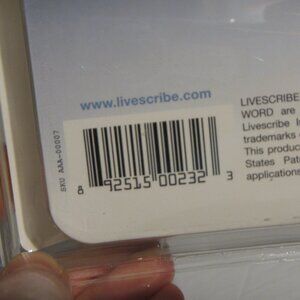 www.livescribe.com
SKU AAA-00007
8 92515 00232 3
LIVESCRIBE
WORD are
Livescribe
trademarks
This produc
States Pat
applications